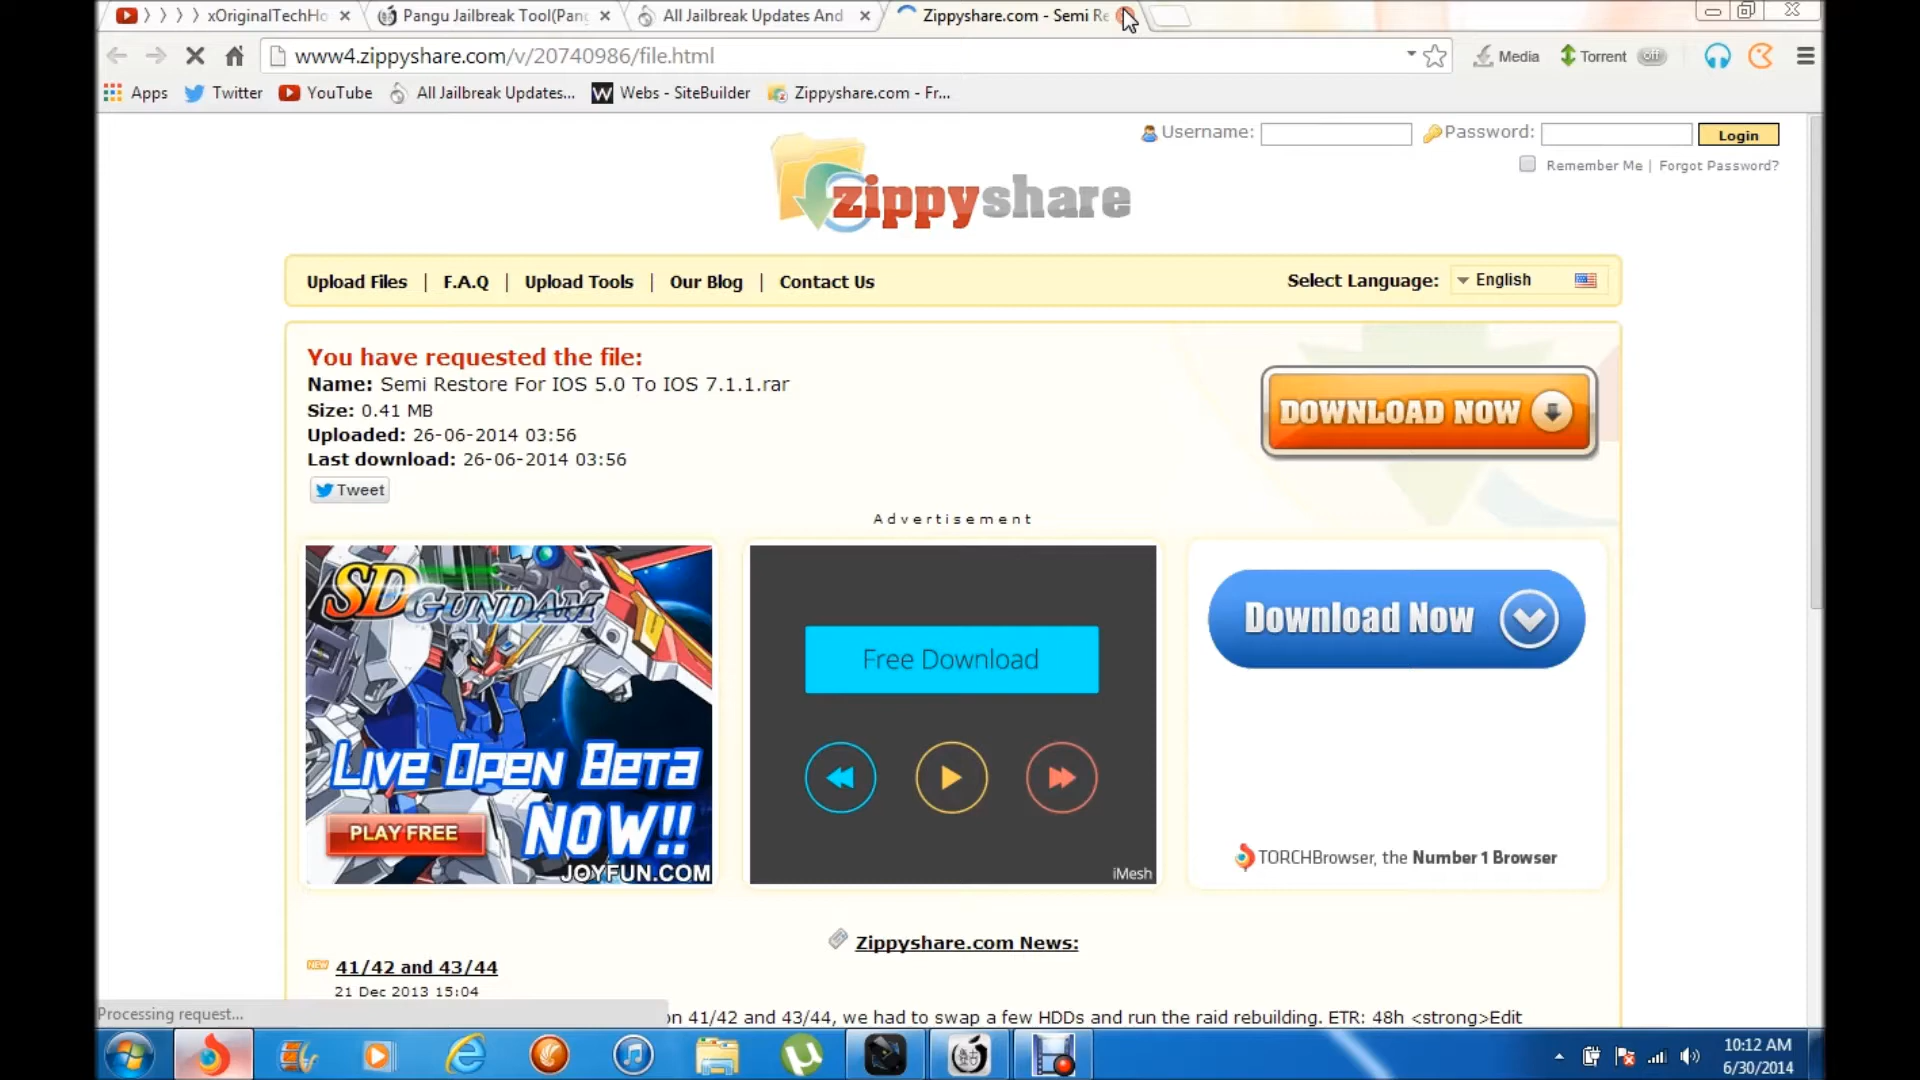 > > > > xOriginalTechHo
Pangu Jailbreak Tool(Pang
All Jailbreak Updates And
Zippyshare.com - Semi Re
www4.zippyshare.com/v/20740986/file.html
Media
Torrent
Off
Apps
Twitter
YouTube
All Jailbreak Updates...
W Webs - SiteBuilder
Zippyshare.com - Fr...
Username:
Password:
Login
Remember Me | Forgot Password?
zippyshare
Upload Files | F.A.Q | Upload Tools | Our Blog | Contact Us
Select Language: English
You have requested the file:
Name: Semi Restore For IOS 5.0 To IOS 7.1.1.rar
Size: 0.41 MB
Uploaded: 26-06-2014 03:56
Last download: 26-06-2014 03:56
Tweet
DOWNLOAD NOW
Advertisement
SD GUNDAM
LIVE OPEN BETA
NOW!!
PLAY FREE
JOYFUN.COM
Free Download
iMesh
Download Now
TORCHBrowser, the Number 1 Browser
Zippyshare.com News:
NEW 41/42 and 43/44
21 Dec 2013 15:04
Processing request...
on 41/42 and 43/44, we had to swap a few HDDs and run the raid rebuilding. ETR: 48h <strong>Edit
10:12 AM
6/30/2014